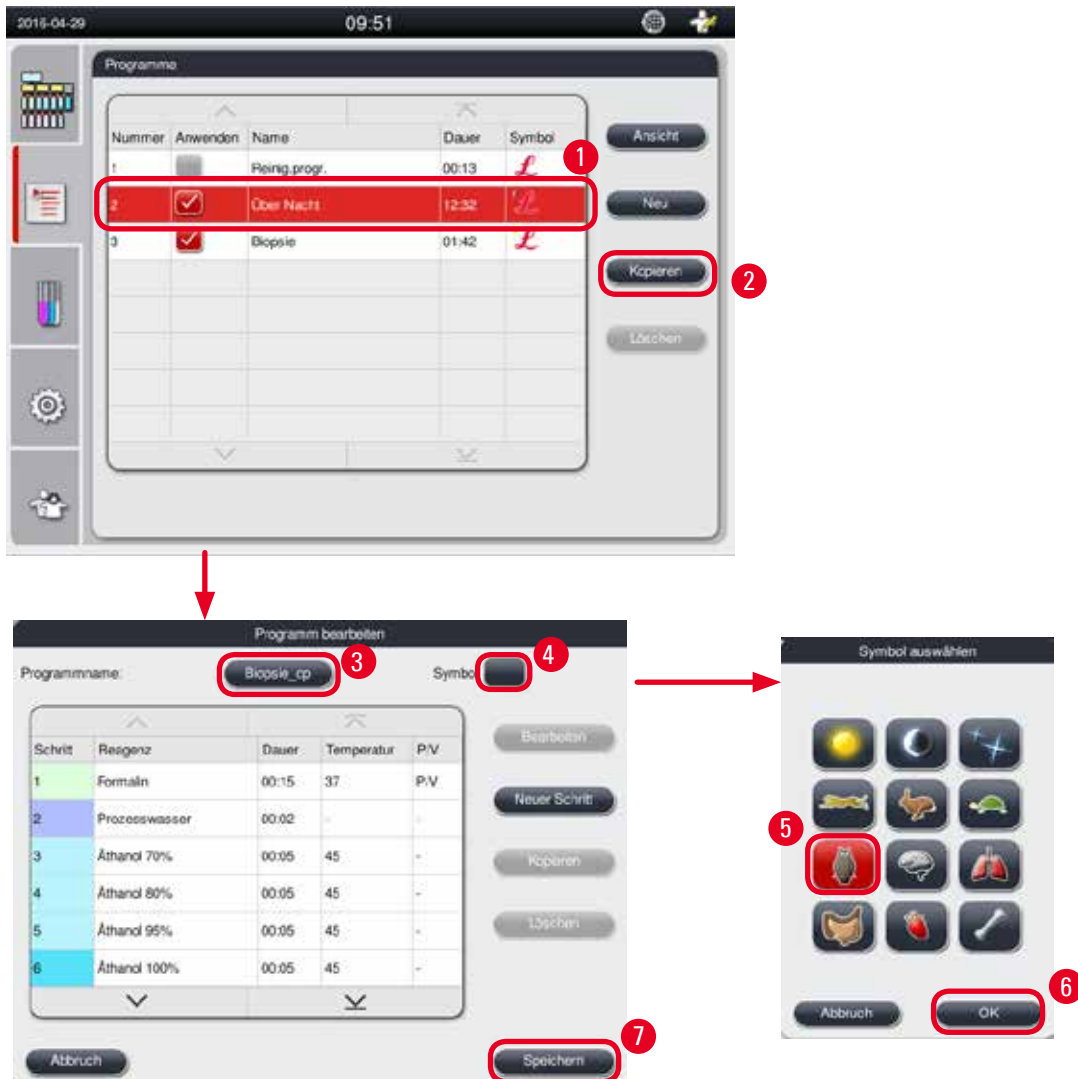 2016-04-29 09:51
Programme
Nummer Anwenden Name Dauer Symbol
1 Reinig.progr. 00:13
2 Über Nacht 12:32
3 Biopsie 01:42
Ansicht
Neu
Kopieren
Löschen
1
2
Programm bearbeiten
Programmname: Biopsie_cp Symbol
3
4
Schritt Reagenz Dauer Temperatur P/V
1 Formalin 00:15 37 P/V
2 Prozesswasser 00:02 - -
3 Äthanol 70% 00:05 45 -
4 Äthanol 80% 00:05 45 -
5 Äthanol 95% 00:05 45 -
6 Äthanol 100% 00:05 45 -
Bearbeiten
Neuer Schritt
Kopieren
Löschen
Abbruch
Speichern
7
Symbol auswählen
5
Abbruch
OK
6